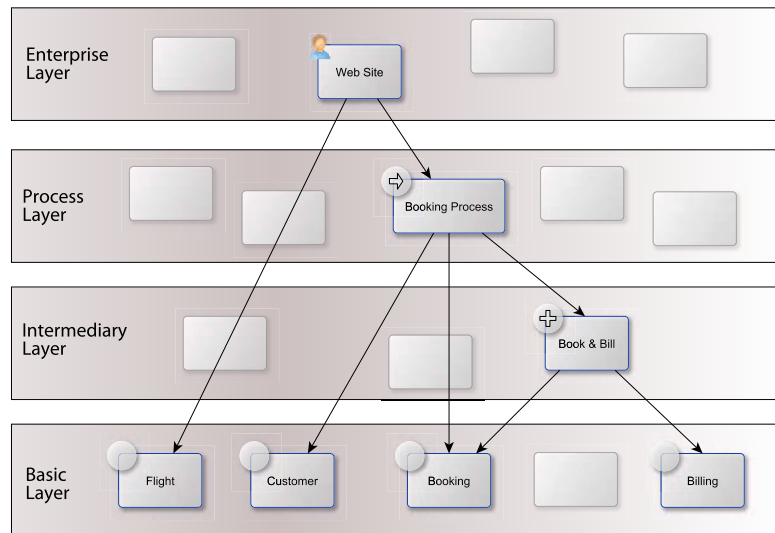 Enterprise
Layer
Web Site
Process
Layer
Booking Process
Intermediary
Layer
Book & Bill
Basic
Layer
Flight
Customer
Booking
Billing